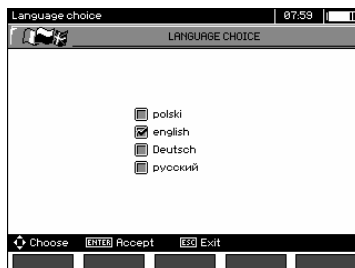 Language choice 07:59
LANGUAGE CHOICE
polski
english
Deutsch
русский
Choose ENTER Accept ESC Exit